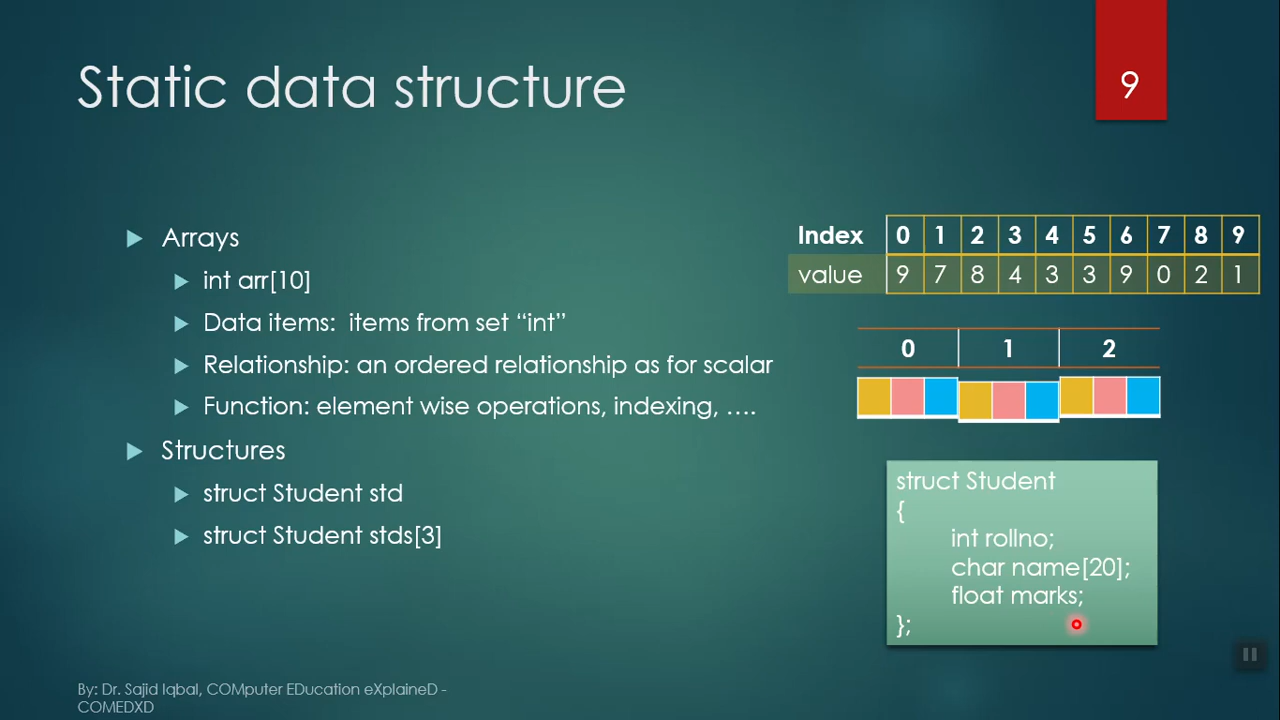 Static data structure
9
Arrays
int arr[10]
Data items:  items from set “int”
Relationship: an ordered relationship as for scalar
Function: element wise operations, indexing, ....
Structures
struct Student std
struct Student stds[3]
Index 0 1 2 3 4 5 6 7 8 9
value 9 7 8 4 3 3 9 0 2 1
0 1 2
struct Student
{
int rollno;
char name[20];
float marks;
};
By: Dr. Sajid Iqbal, COMputer EDucation eXplaineD -
COMEDXD